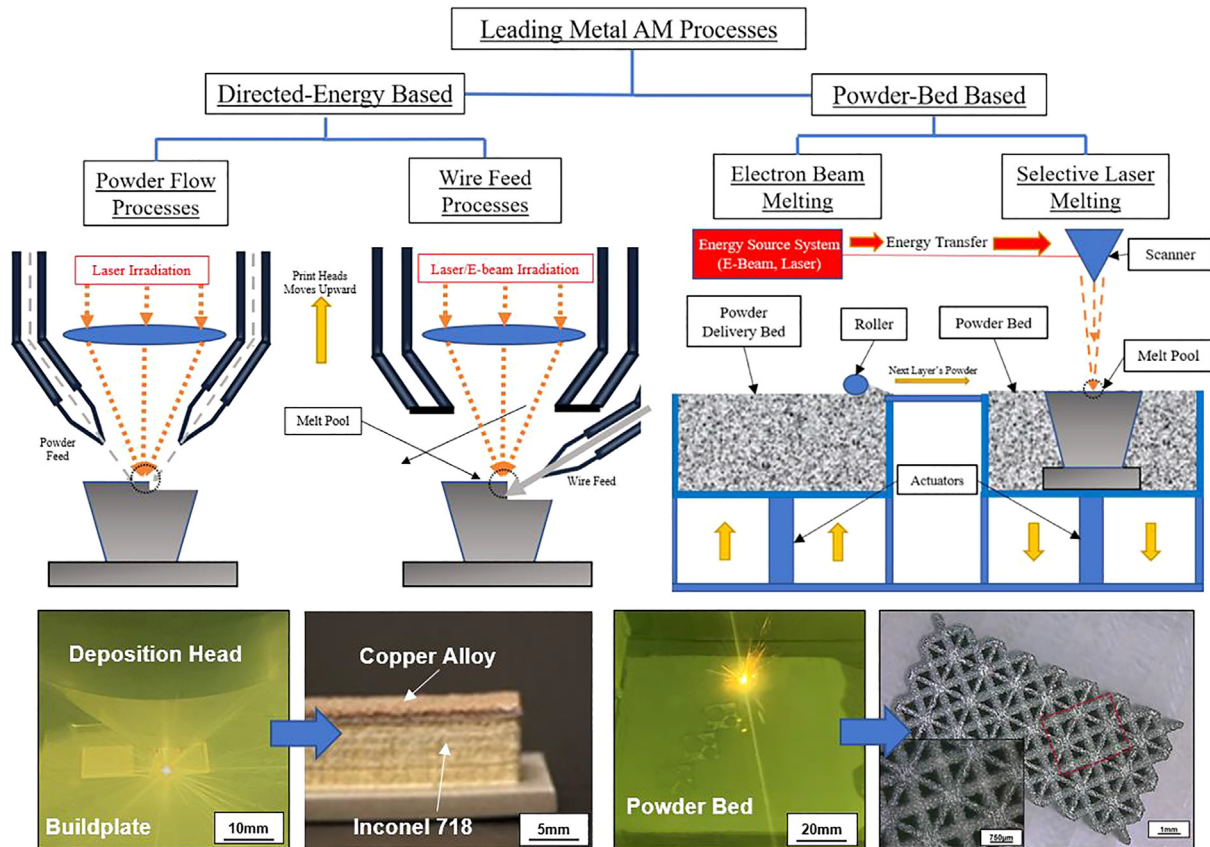 Leading Metal AM Processes
Directed-Energy Based
Powder-Bed Based
Powder Flow
Processes
Wire Feed
Processes
Electron Beam
Melting
Selective Laser
Melting
Laser Irradiation
Print Heads
Moves Upward
Laser/E-beam Irradiation
Energy Source System
(E-Beam, Laser)
Energy Transfer
Scanner
Powder
Delivery Bed
Roller
Powder Bed
Next Layer's Powder
Melt Pool
Melt Pool
Powder
Feed
Wire Feed
Actuators
Deposition Head
Buildplate
10mm
Copper Alloy
Inconel 718
5mm
Powder Bed
20mm
750µm
1mm